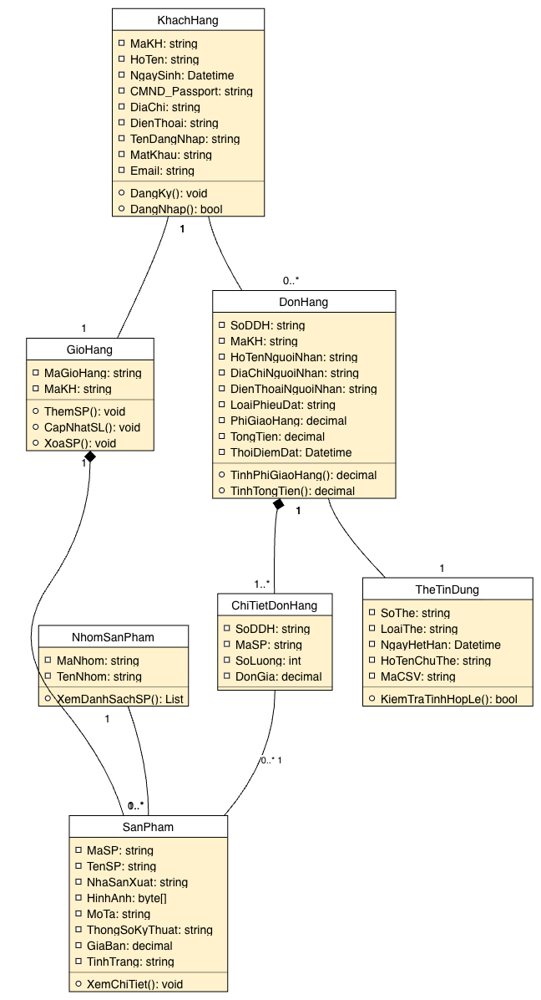 KhachHang
MaKH: string
HoTen: string
NgaySinh: Datetime
CMND_Passport: string
DiaChi: string
DienThoai: string
TenDangNhap: string
MatKhau: string
Email: string
DangKy(): void
DangNhap(): bool
1
0..*
DonHang
SoDDH: string
MaKH: string
HoTenNguoiNhan: string
DiaChiNguoiNhan: string
DienThoaiNguoiNhan: string
LoaiPhieuDat: string
PhiGiaoHang: decimal
TongTien: decimal
ThoiDiemDat: Datetime
TinhPhiGiaoHang(): decimal
TinhTongTien(): decimal
1
GioHang
MaGioHang: string
MaKH: string
ThemSP(): void
CapNhatSL(): void
XoaSP(): void
1
1
1..*
ChiTietDonHang
SoDDH: string
MaSP: string
SoLuong: int
DonGia: decimal
1
TheTinDung
SoThe: string
LoaiThe: string
NgayHetHan: Datetime
HoTenChuThe: string
MaCSV: string
KiemTraTinhHopLe(): bool
NhomSanPham
MaNhom: string
TenNhom: string
XemDanhSachSP(): List
1
0..* 1
..*
SanPham
MaSP: string
TenSP: string
NhaSanXuat: string
HinhAnh: byte[]
MoTa: string
ThongSoKyThuat: string
GiaBan: decimal
TinhTrang: string
XemChiTiet(): void